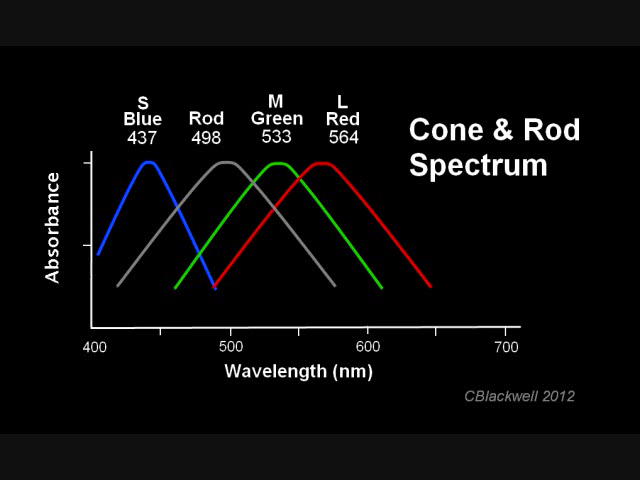 S
Blue
437
Rod
498
M
Green
533
L
Red
564
Cone & Rod
Spectrum
Absorbance
400
500
600
700
Wavelength (nm)
CBlackwell 2012